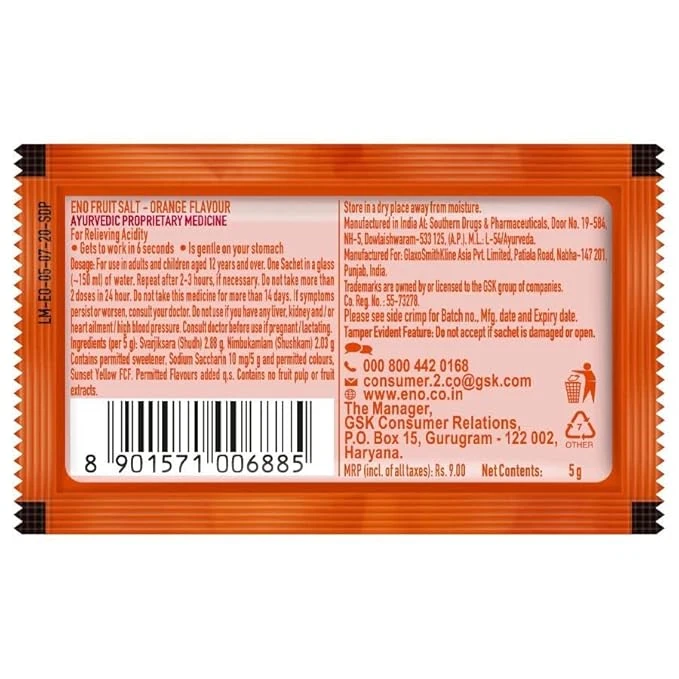 LM-EO-05-07-20-SDP
ENO FRUIT SALT - ORANGE FLAVOUR
AYURVEDIC PROPRIETARY MEDICINE
For Relieving Acidity
• Gets to work in 6 seconds • Is gentle on your stomach
Dosage: For use in adults and children aged 12 years and over. One Sachet in a glass
(~150 ml) of water. Repeat after 2-3 hours, if necessary. Do not take more than
2 doses in 24 hour. Do not take this medicine for more than 14 days. If symptoms
persist or worsen, consult your doctor. Do not use if you have any liver, kidney and / or
heart ailment / high blood pressure. Consult doctor before use if pregnant / lactating.
Ingredients (per 5 g): Svarjiksara (Shudh) 2.88 g, Nimbukamlam (Shushkam) 2.03 g
Contains permitted sweetener, Sodium Saccharin 10 mg/5 g and permitted colours,
Sunset Yellow FCF. Permitted Flavours added q.s. Contains no fruit pulp or fruit
extracts.
8 901571 006885
Store in a dry place away from moisture.
Manufactured in India At: Southern Drugs & Pharmaceuticals, Door No. 19-584,
NH-5, Dowlaishwaram-533 125, (A.P.). M.L.: L-54/Ayurveda.
Manufactured For: GlaxoSmithKline Asia Pvt. Limited, Patiala Road, Nabha-147 201,
Punjab, India.
Trademarks are owned by or licensed to the GSK group of companies.
Co. Reg. No. : 55-73278.
Please see side crimp for Batch no., Mfg. date and Expiry date.
Tamper Evident Feature: Do not accept if sachet is damaged or open.
000 800 442 0168
consumer.2.co@gsk.com
www.eno.co.in
The Manager,
GSK Consumer Relations,
P.O. Box 15, Gurugram - 122 002,
Haryana.
MRP (incl. of all taxes): Rs. 9.00 Net Contents: 5 g
7
OTHER